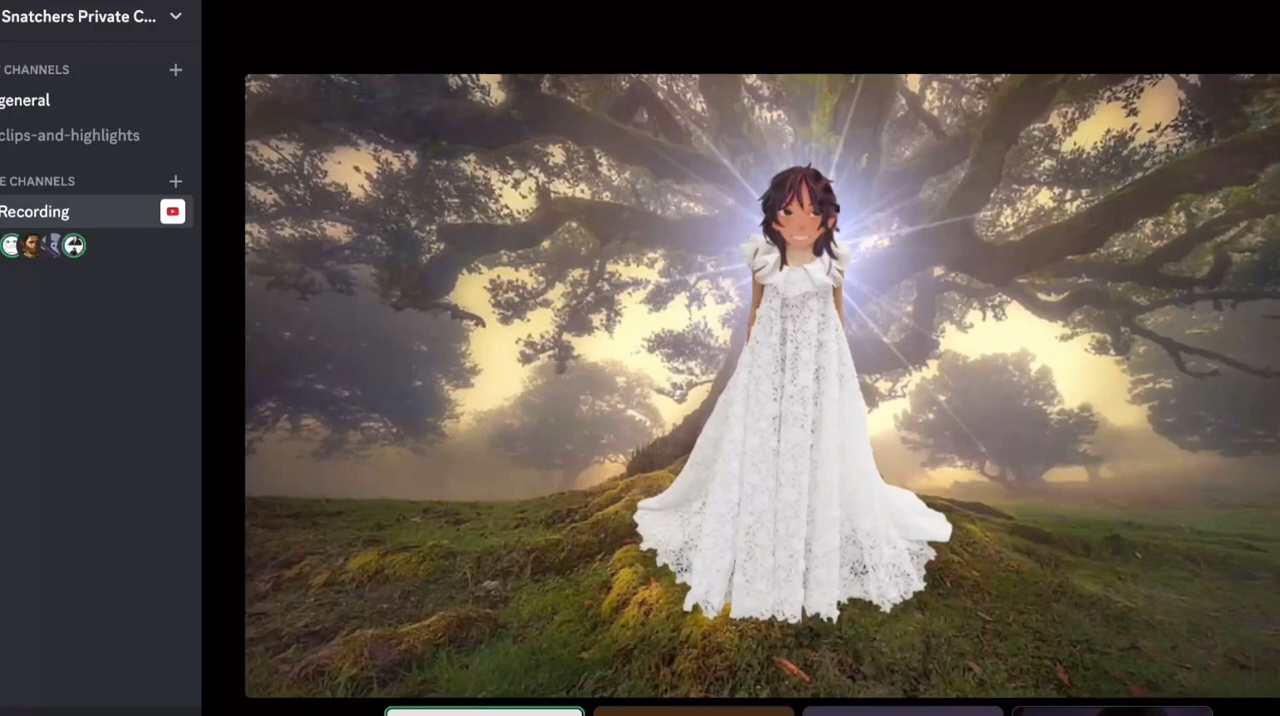 Snatchers Private C...
CHANNELS
general
clips-and-highlights
E CHANNELS
Recording